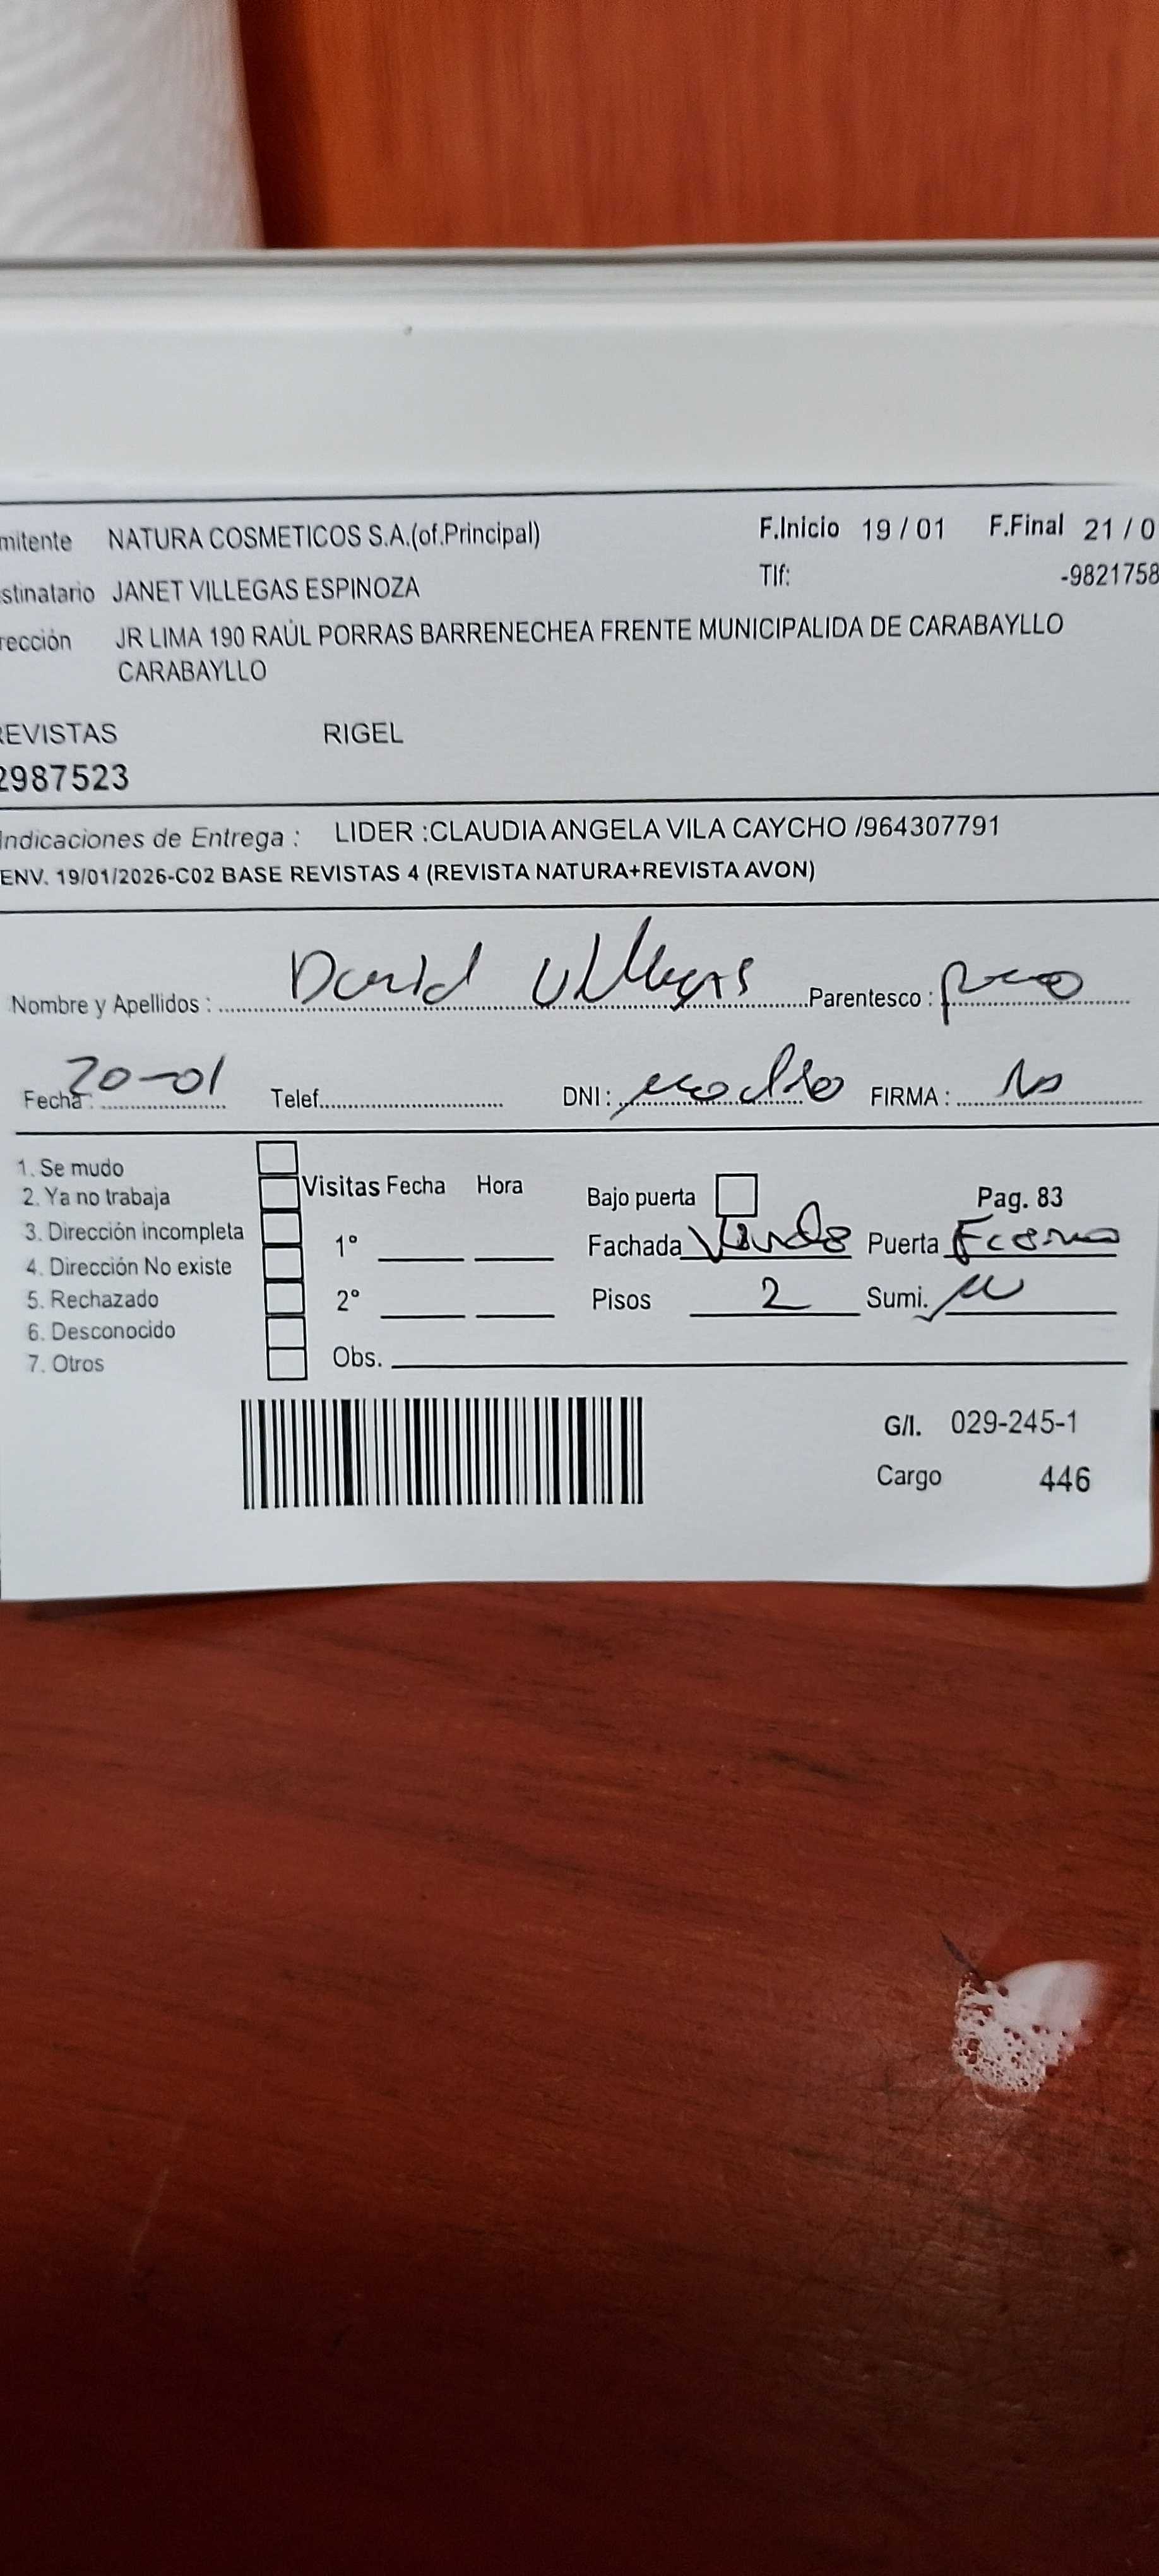 mitente NATURA COSMETICOS S.A.(of.Principal) F.Inicio 19 / 01 F.Final 21 / 0
stinatario JANET VILLEGAS ESPINOZA Tlf: -9821758
rección JR LIMA 190 RAÚL PORRAS BARRENECHEA FRENTE MUNICIPALIDA DE CARABAYLLO
CARABAYLLO
REVISTAS RIGEL
2987523
Indicaciones de Entrega : LIDER :CLAUDIA ANGELA VILA CAYCHO /964307791
ENV. 19/01/2026-C02 BASE REVISTAS 4 (REVISTA NATURA+REVISTA AVON)
Nombre y Apellidos : David Villegas Parentesco :
Fecha : 20-01 Telef. DNI : FIRMA : No
1. Se mudo
2. Ya no trabaja Visitas Fecha Hora Bajo puerta Pag. 83
3. Dirección incompleta 1° Fachada Verde Puerta Fierro
4. Dirección No existe
5. Rechazado 2° Pisos 2 Sumi.
6. Desconocido
7. Otros Obs.
G/I. 029-245-1
Cargo 446